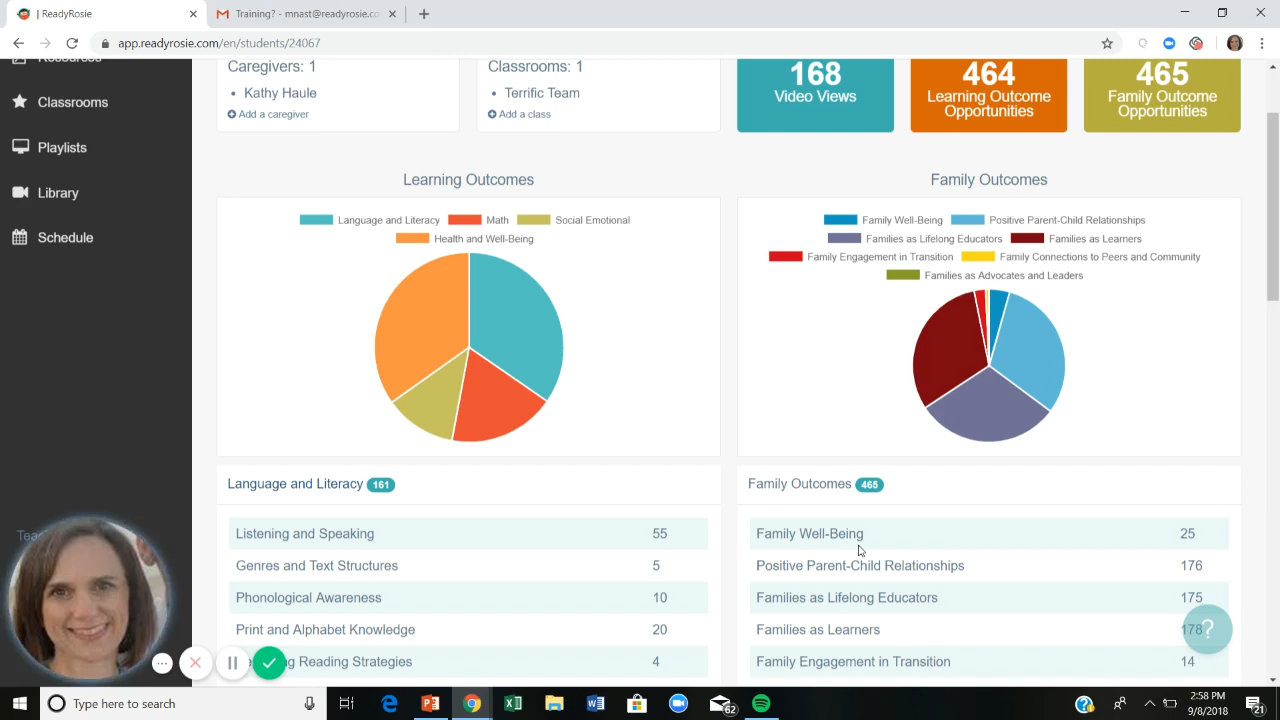 | ReadyRosie
Training? - mnast@readyrosie.co
app.readyrosie.com/en/students/24067
Resources
Classrooms
Playlists
Library
Schedule
Caregivers: 1
• Kathy Haule
Add a caregiver
Classrooms: 1
• Terrific Team
Add a class
168
Video Views
464
Learning Outcome
Opportunities
465
Family Outcome
Opportunities
Learning Outcomes
Language and Literacy Math Social Emotional
Health and Well-Being
Family Outcomes
Family Well-Being Positive Parent-Child Relationships
Families as Lifelong Educators Families as Learners
Family Engagement in Transition Family Connections to Peers and Community
Families as Advocates and Leaders
Language and Literacy 161
Listening and Speaking 55
Genres and Text Structures 5
Phonological Awareness 10
Print and Alphabet Knowledge 20
Reading Strategies 4
Family Outcomes 465
Family Well-Being 25
Positive Parent-Child Relationships 176
Families as Lifelong Educators 175
Families as Learners 178
?
Family Engagement in Transition 14
Type here to search
62
2:58 PM
9/8/2018
21